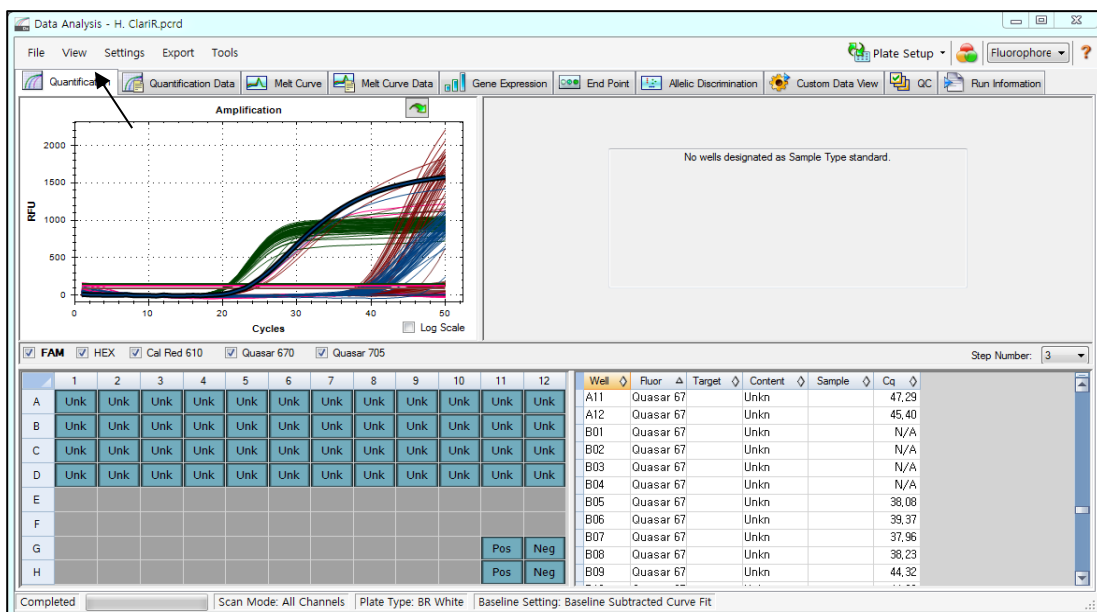 Data Analysis - H. ClariR.pcrd
File View Settings Export Tools Plate Setup Fluorophore ?
Quantification Quantification Data Melt Curve Melt Curve Data Gene Expression End Point Allelic Discrimination Custom Data View QC Run Information
Amplification
2000
1500
1000
500
0
RFU
0 10 20 30 40 50
Cycles
Log Scale
No wells designated as Sample Type standard.
FAM HEX Cal Red 610 Quasar 670 Quasar 705 Step Number: 3
1 2 3 4 5 6 7 8 9 10 11 12
A Unk Unk Unk Unk Unk Unk Unk Unk Unk Unk Unk Unk
B Unk Unk Unk Unk Unk Unk Unk Unk Unk Unk Unk Unk
C Unk Unk Unk Unk Unk Unk Unk Unk Unk Unk Unk Unk
D Unk Unk Unk Unk Unk Unk Unk Unk Unk Unk Unk Unk
E
F
G Pos Neg
H Pos Neg
Well Fluor Target Content Sample Cq
A11 Quasar 67 Unkn 47,29
A12 Quasar 67 Unkn 45,40
B01 Quasar 67 Unkn N/A
B02 Quasar 67 Unkn N/A
B03 Quasar 67 Unkn N/A
B04 Quasar 67 Unkn N/A
B05 Quasar 67 Unkn 38,08
B06 Quasar 67 Unkn 39,37
B07 Quasar 67 Unkn 37,96
B08 Quasar 67 Unkn 38,23
B09 Quasar 67 Unkn 44,32
Completed Scan Mode: All Channels Plate Type: BR White Baseline Setting: Baseline Subtracted Curve Fit